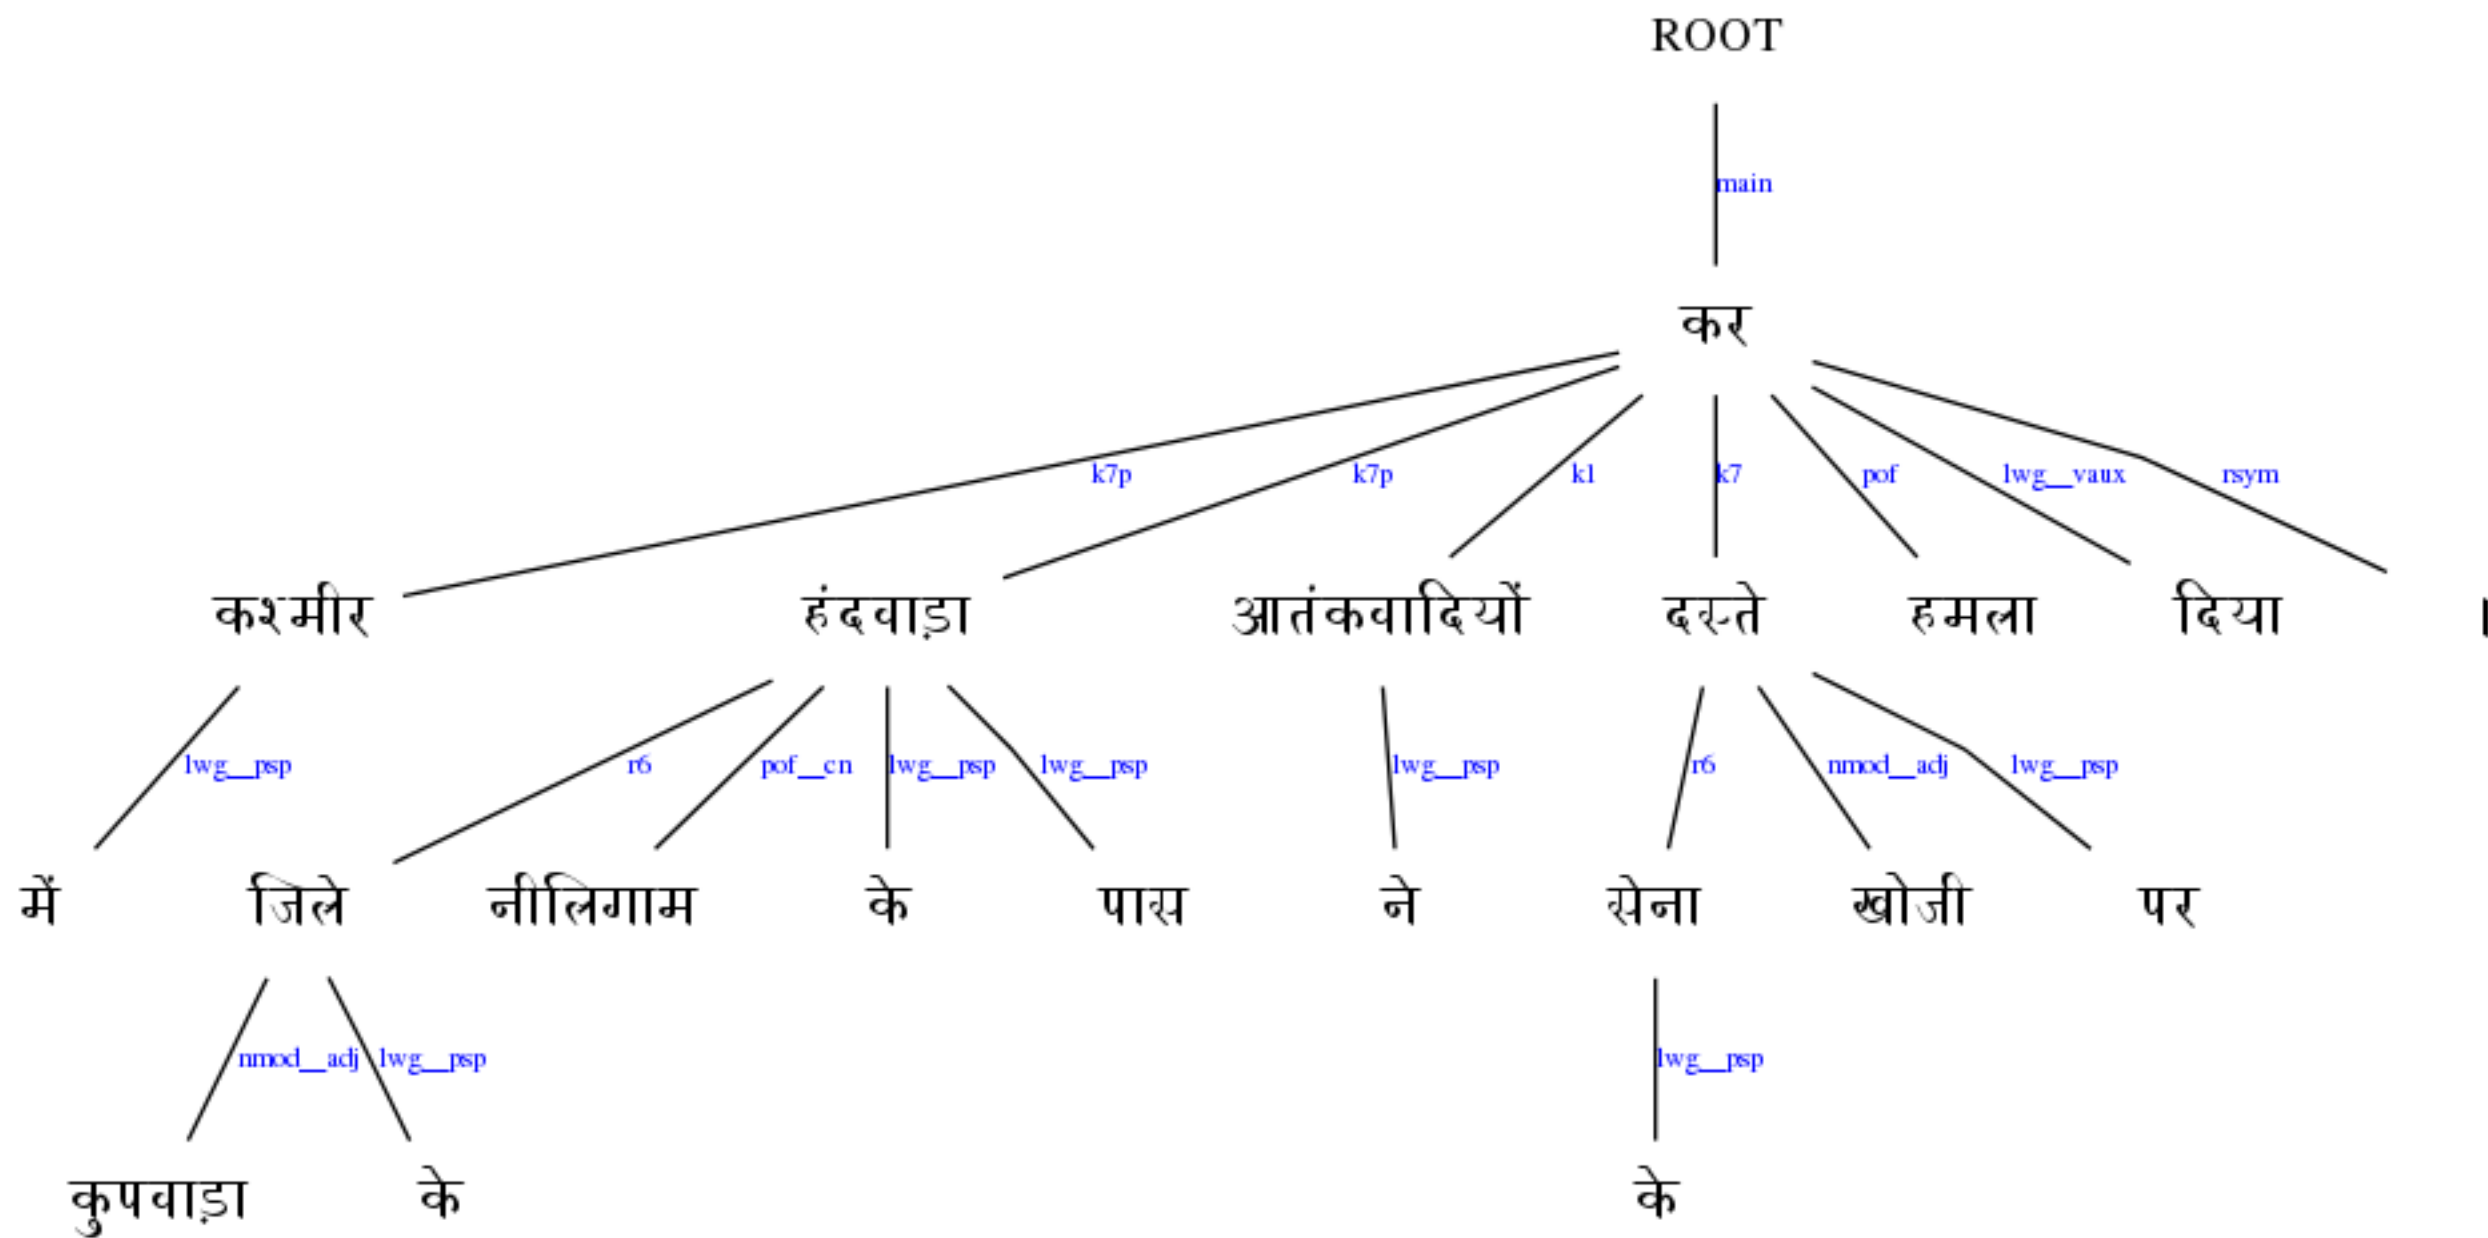 ROOT
main
कर
k7p k7p k1 k7 pof lwg__vaux rsym
कश्मीर हंदवाड़ा आतंकवादियों दस्ते हमला दिया ।
lwg__psp r6 pof__cn lwg__psp lwg__psp lwg__psp r6 nmod__adj lwg__psp
में जिले नीलिगाम के पास ने सेना खोजी पर
nmod__adj lwg__psp lwg__psp
कुपवाड़ा के के